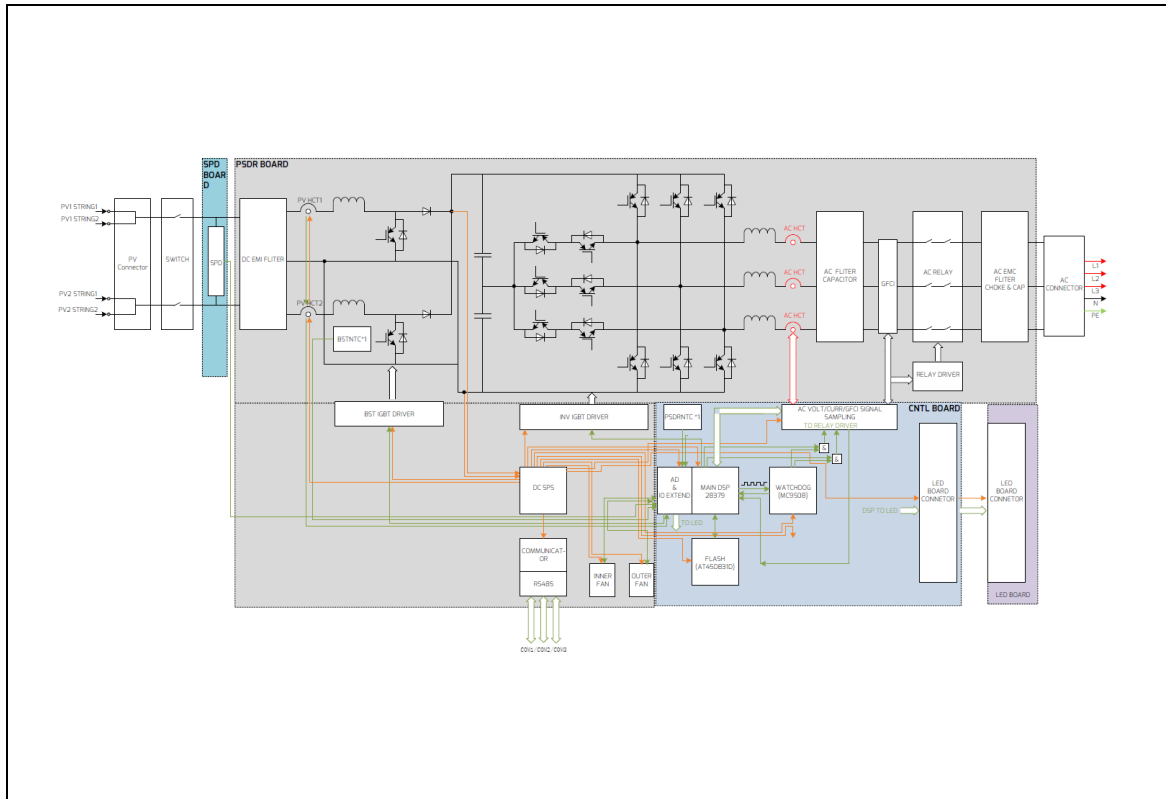 SPD
BOAR
D
PSDR BOARD
PV1 STRING1
PV1 STRING2
PV2 STRING1
PV2 STRING2
PV
Connector
SWITCH
SPD
DC EMI FLITER
PV HCT1
PV HCT2
BSTNTC*1
AC HCT
AC HCT
AC HCT
AC FLITER
CAPACITOR
GFCI
AC RELAY
AC EMC
FLITER
CHOKE & CAP
AC
CONNECTOR
L1
L2
L3
N
PE
RELAY DRIVER
BST IGBT DRIVER
INV IGBT DRIVER
PSDRNTC *1
AC VOLT/CURR/GFCI SIGNAL
SAMPLING
TO RELAY DRIVER
CNTL BOARD
&
&
DC SPS
AD
&
IO EXTEND
MAIN DSP
28379
WATCHDOG
(MC9S08)
TO LED
DSP TO LED
LED
BOARD
CONNETOR
LED
BOARD
CONNETOR
COMMUNICAT-
OR
RS485
INNER
FAN
OUTER
FAN
FLASH
(AT45DB31D)
LED BOARD
COM1 / COM2 / COM3